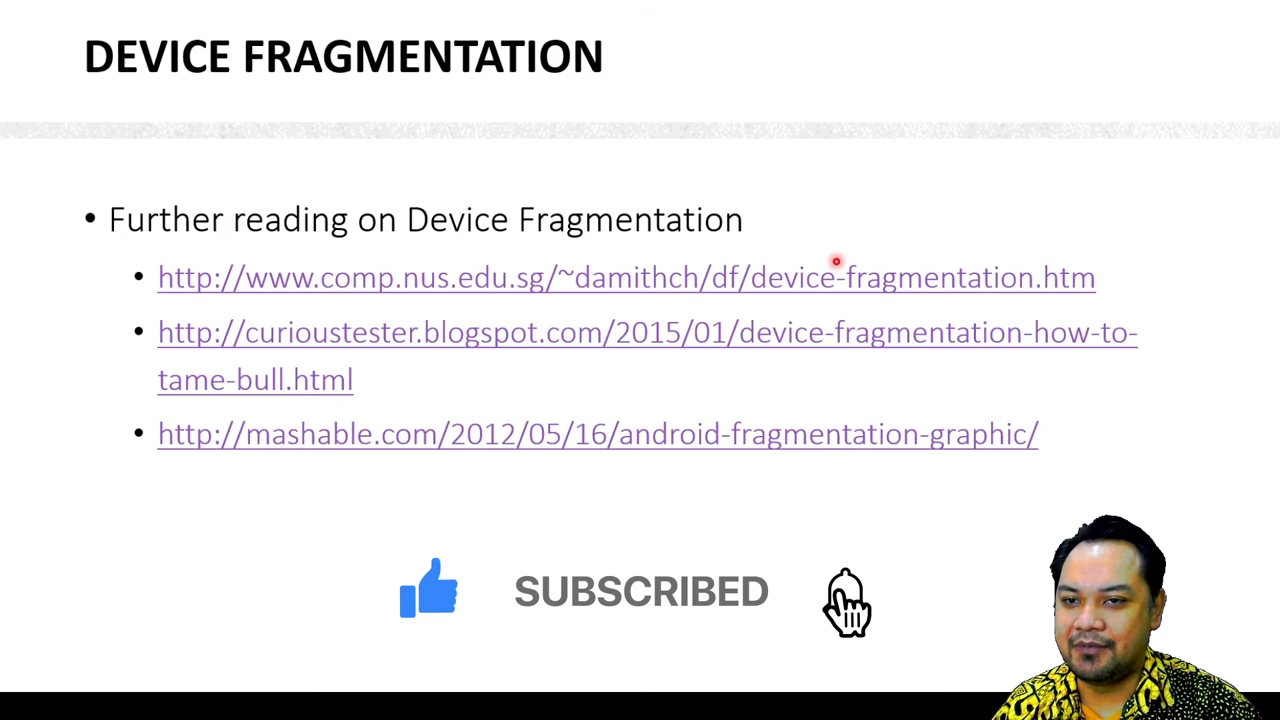 DEVICE FRAGMENTATION
• Further reading on Device Fragmentation
• http://www.comp.nus.edu.sg/~damithch/df/device-fragmentation.htm
• http://curioustester.blogspot.com/2015/01/device-fragmentation-how-to-
tame-bull.html
• http://mashable.com/2012/05/16/android-fragmentation-graphic/
SUBSCRIBED